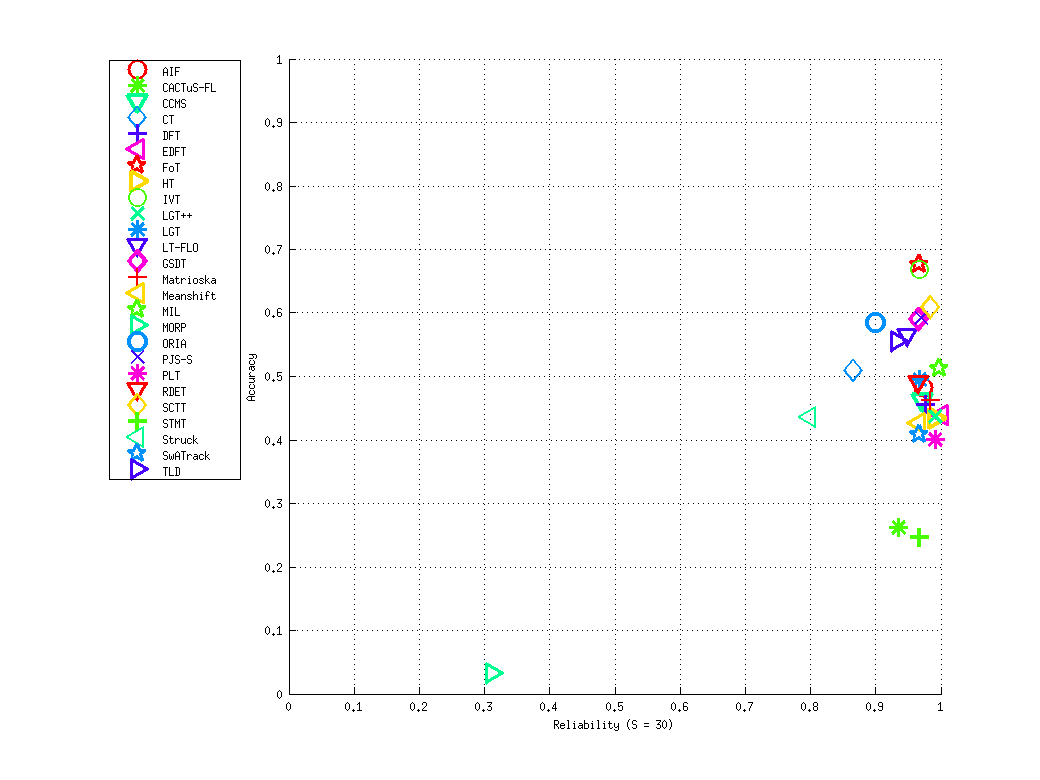 AIF
CACTuS-FL
CCMS
CT
DFT
EDFT
FoT
HT
IVT
LGT++
LGT
LT-FLO
GSDT
Matrioska
Meanshift
MIL
MORP
ORIA
PJS-S
PLT
RDET
SCTT
STMT
Struck
SwATrack
TLD
1
0.9
0.8
0.7
0.6
0.5
0.4
0.3
0.2
0.1
0
Accuracy
0 0.1 0.2 0.3 0.4 0.5 0.6 0.7 0.8 0.9 1
Reliability (S = 30)